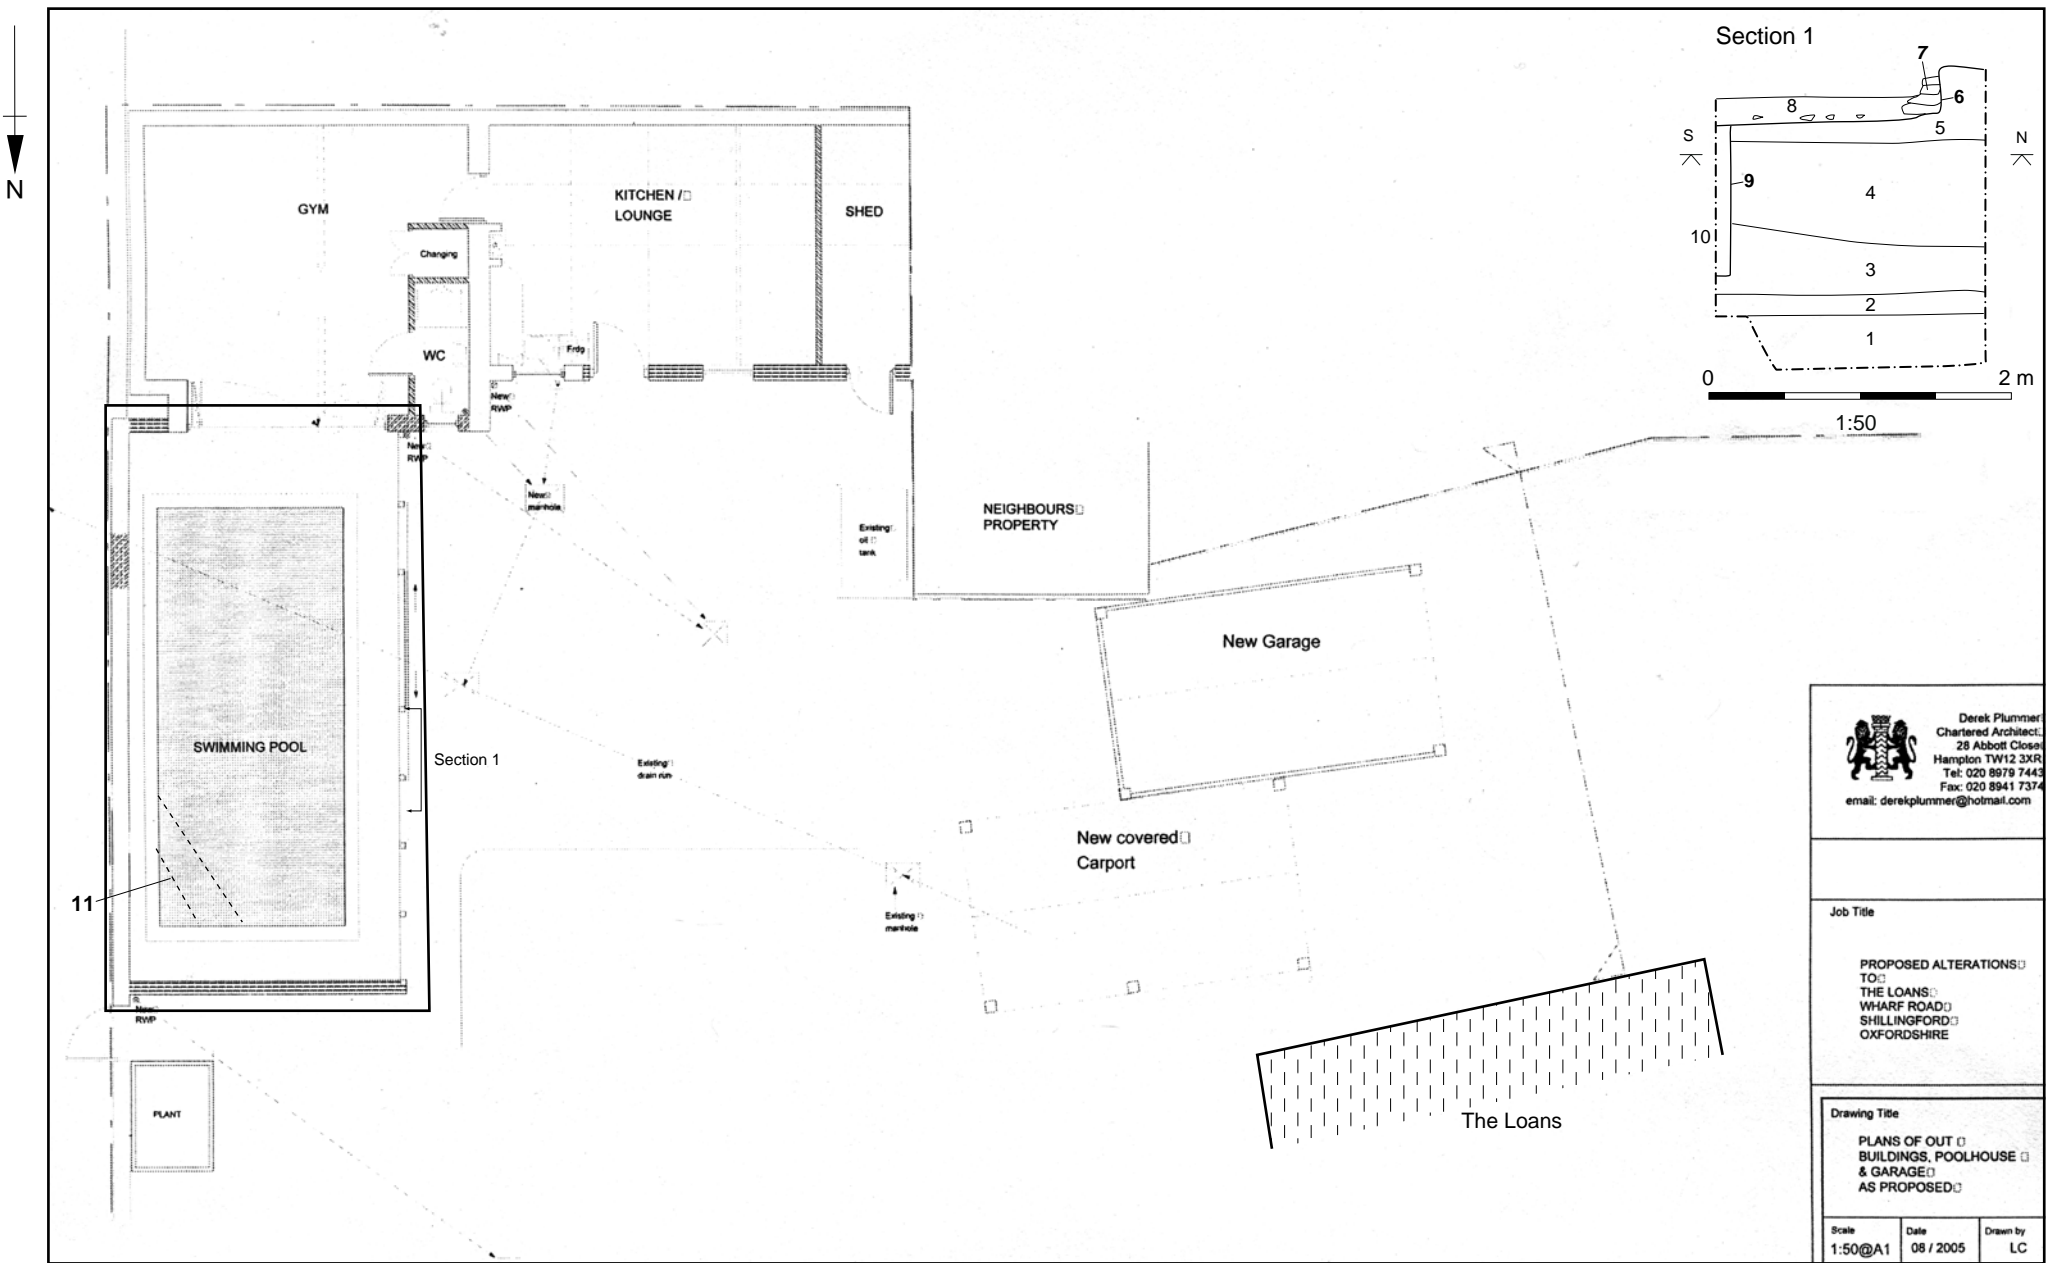 Section 1
7
6
8
5
S
N
9
4
10
3
2
1
0
2 m
1:50
N
GYM
KITCHEN /
LOUNGE
SHED
Changing
WC
Frdg
New
RWP
New
RWP
New
manhole
Existing
oil
tank
NEIGHBOURS
PROPERTY
New Garage
SWIMMING POOL
Section 1
Existing
drain run
New covered
Carport
11
Existing
manhole
New
RWP
PLANT
The Loans
Derek Plummer
Chartered Architect
28 Abbott Close
Hampton TW12 3XR
Tel: 020 8979 7443
Fax: 020 8941 7374
email: derekplummer@hotmail.com
Job Title
PROPOSED ALTERATIONS
TO
THE LOANS
WHARF ROAD
SHILLINGFORD
OXFORDSHIRE
Drawing Title
PLANS OF OUT
BUILDINGS, POOLHOUSE
& GARAGE
AS PROPOSED
Scale
1:50@A1
Date
08 / 2005
Drawn by
LC